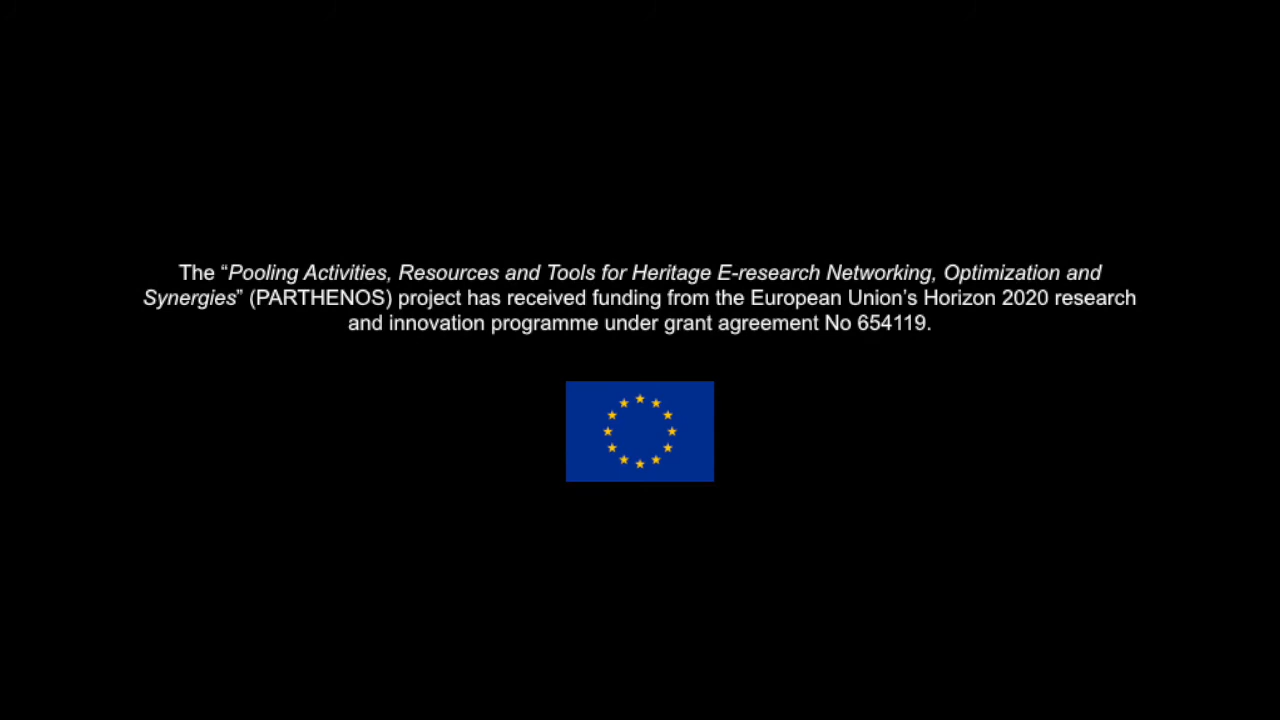 The “Pooling Activities, Resources and Tools for Heritage E-research Networking, Optimization and
Synergies” (PARTHENOS) project has received funding from the European Union’s Horizon 2020 research
and innovation programme under grant agreement No 654119.